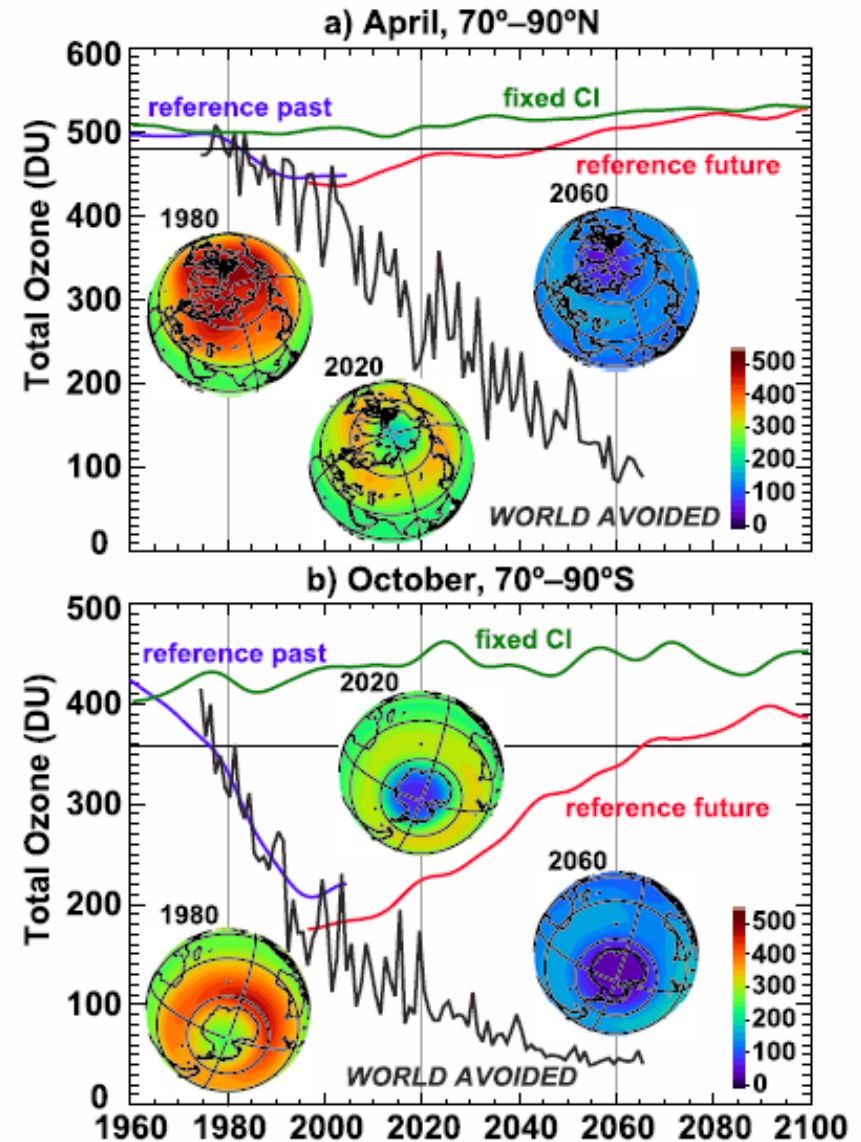 a) April, 70º–90ºN
600
500
400
300
200
100
0
Total Ozone (DU)
reference past
fixed Cl
reference future
1980
2020
2060
WORLD AVOIDED
500
400
300
200
100
0
b) October, 70º–90ºS
500
400
300
200
100
0
Total Ozone (DU)
reference past
fixed Cl
2020
reference future
2060
1980
WORLD AVOIDED
500
400
300
200
100
0
1960 1980 2000 2020 2040 2060 2080 2100